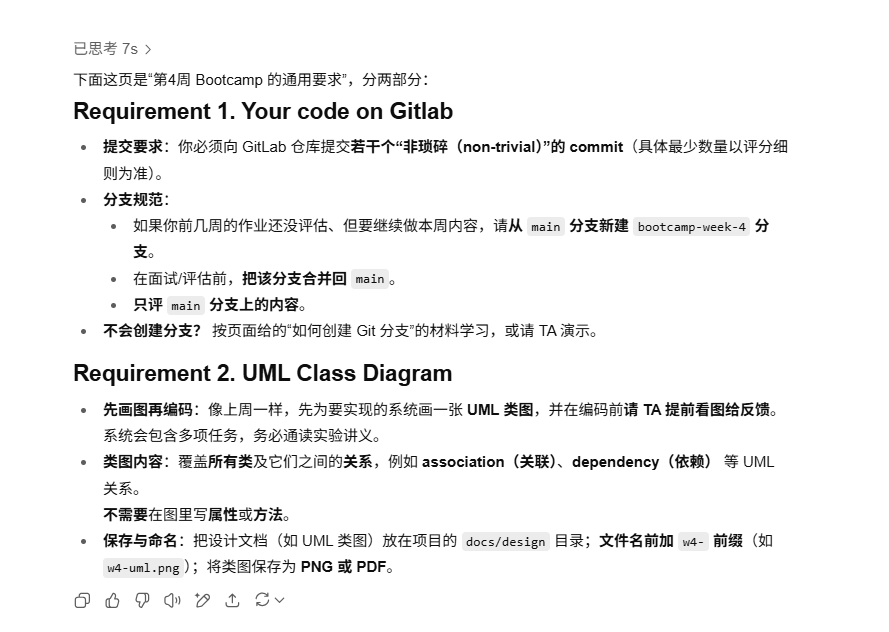 已思考 7s >
下面这页是“第4周 Bootcamp 的通用要求”，分两部分：
Requirement 1. Your code on Gitlab
提交要求：你必须向 GitLab 仓库提交若干个“非琐碎（non-trivial）”的 commit（具体最少数量以评分细
则为准）。
分支规范：
如果你前几周的作业还没评估、但要继续做本周内容，请从 main 分支新建 bootcamp-week-4 分
支。
在面试/评估前，把该分支合并回 main。
只评 main 分支上的内容。
不会创建分支？ 按页面给的“如何创建 Git 分支”的材料学习，或请 TA 演示。
Requirement 2. UML Class Diagram
先画图再编码：像上周一样，先为要实现的系统画一张 UML 类图，并在编码前请 TA 提前看图给反馈。
系统会包含多项任务，务必通读实验讲义。
类图内容：覆盖所有类及它们之间的关系，例如 association（关联）、dependency（依赖） 等 UML
关系。
不需要在图里写属性或方法。
保存与命名：把设计文档（如 UML 类图）放在项目的 docs/design 目录；文件名前加 w4- 前缀（如
w4-uml.png）；将类图保存为 PNG 或 PDF。